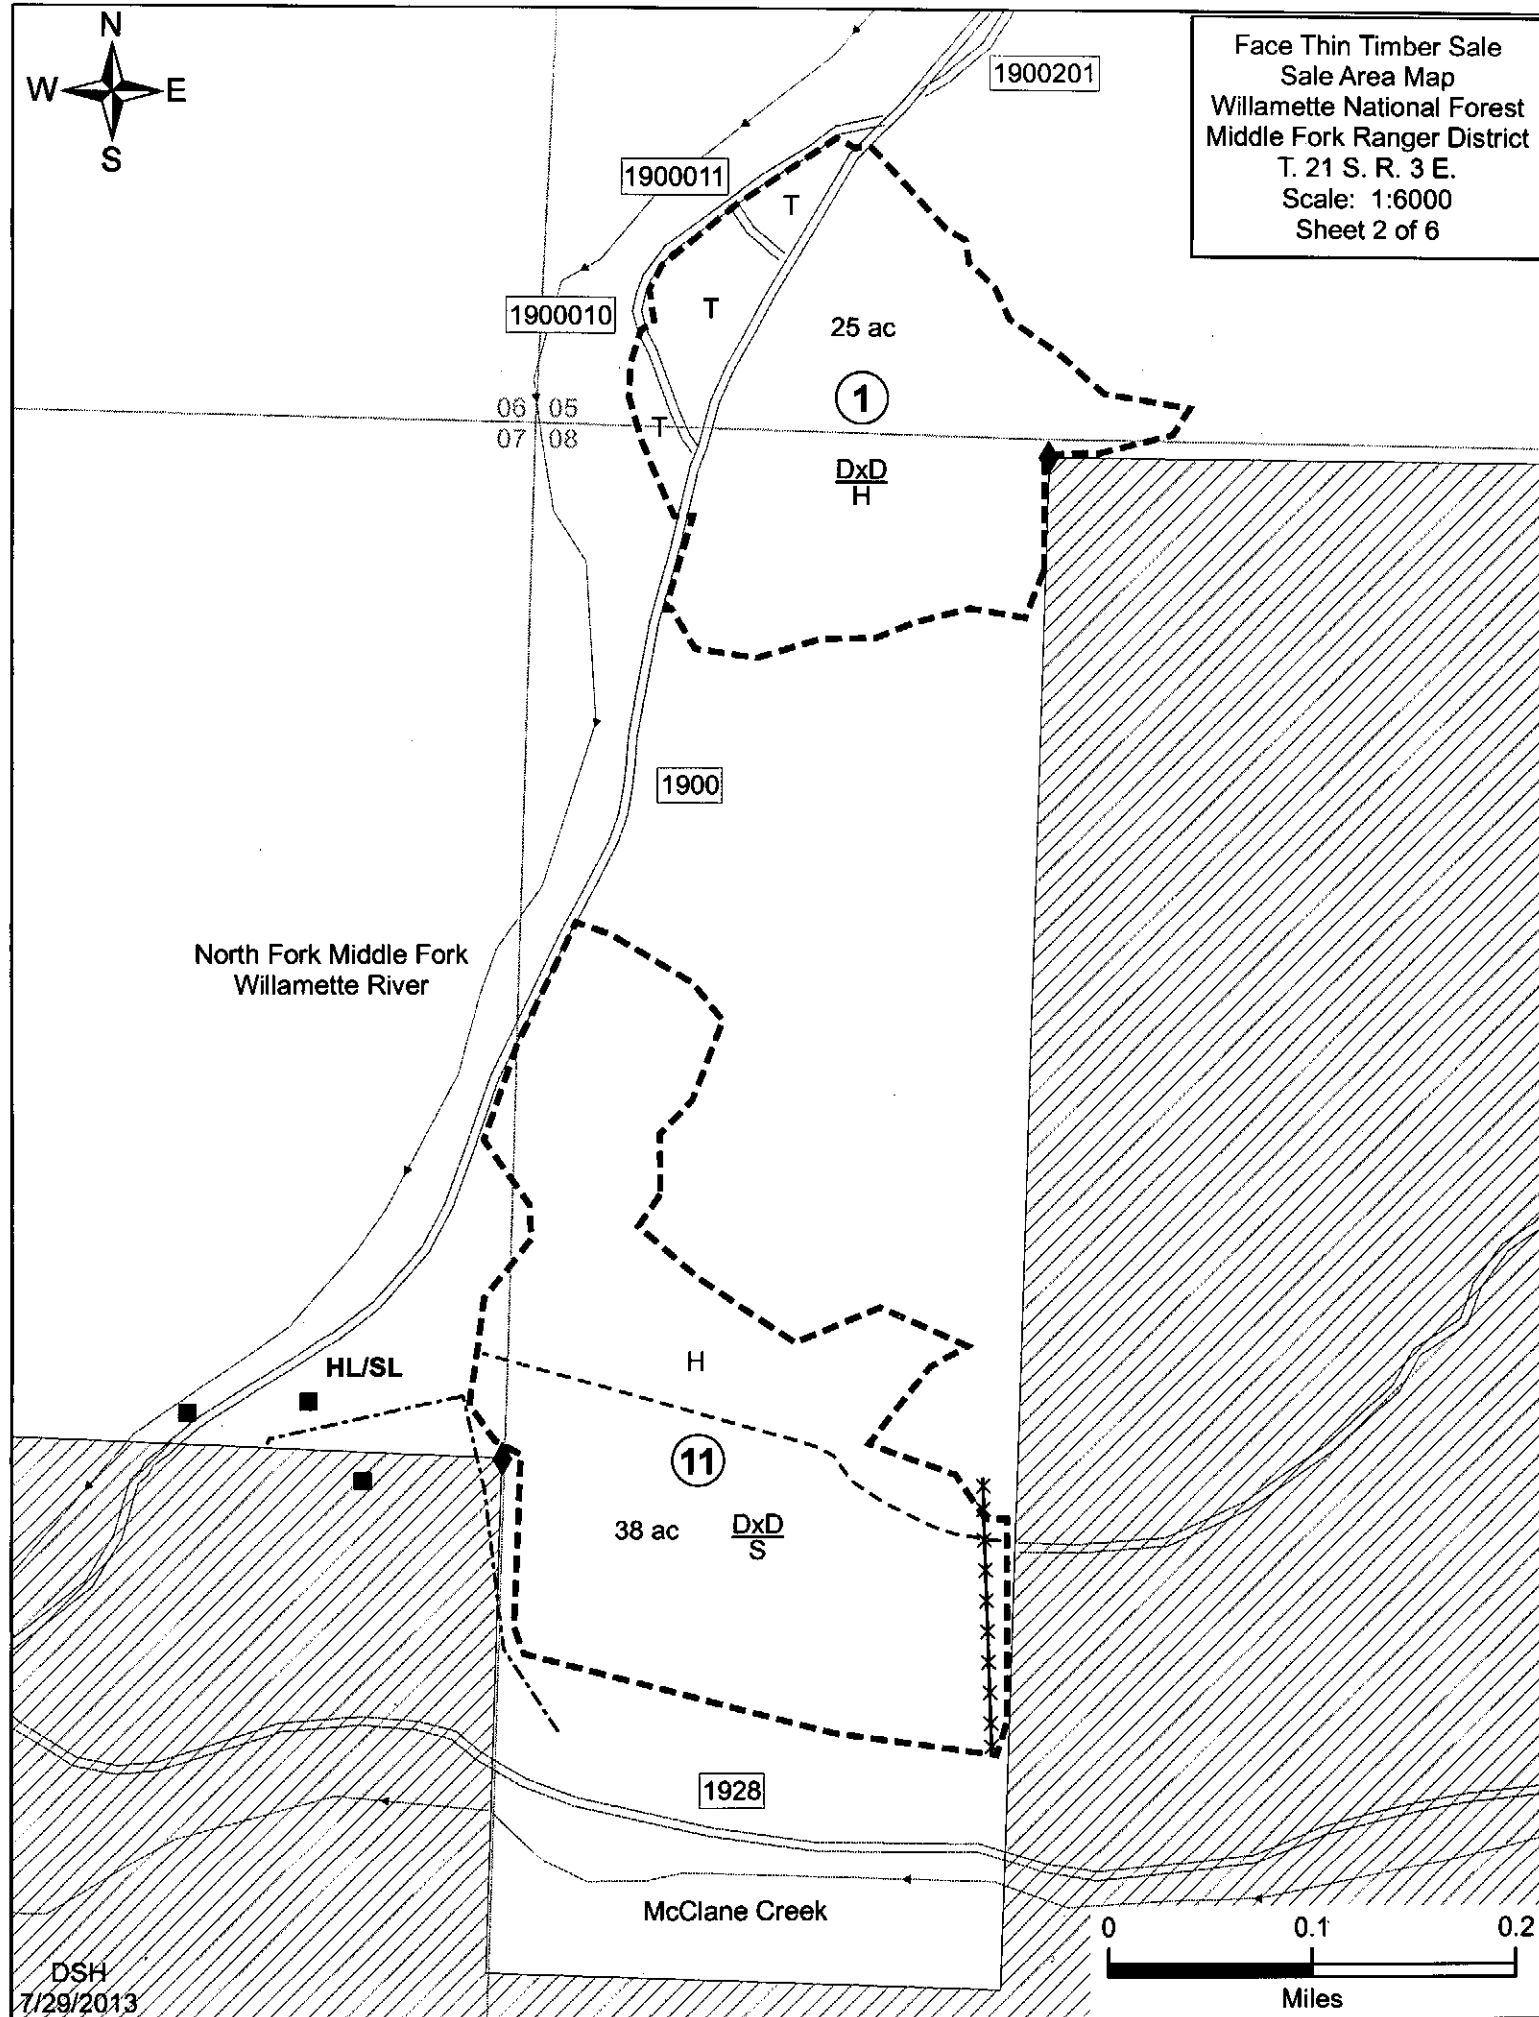 N
W E
S
Face Thin Timber Sale
Sale Area Map
Willamette National Forest
Middle Fork Ranger District
T. 21 S. R. 3 E.
Scale: 1:6000
Sheet 2 of 6
1900201
1900011
T
1900010
T
25 ac
1
06 05
07 08
T
DxD
H
1900
North Fork Middle Fork
Willamette River
HL/SL
H
11
38 ac
DxD
S
1928
McClane Creek
0 0.1 0.2
Miles
DSH
7/29/2013